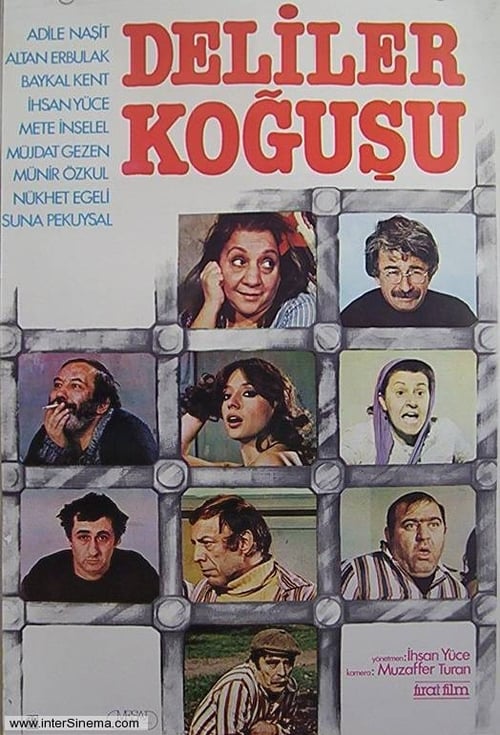 ADİLE NAŞİT
ALTAN ERBULAK
BAYKAL KENT
İHSAN YÜCE
METE İNSELEL
MÜJDAT GEZEN
MÜNİR ÖZKUL
NÜKHET EGELİ
SUNA PEKUYSAL
DELİLER
KOĞUŞU
yönetmen: İhsan Yüce
kamera: Muzaffer Turan
fırat film
www.interSinema.com